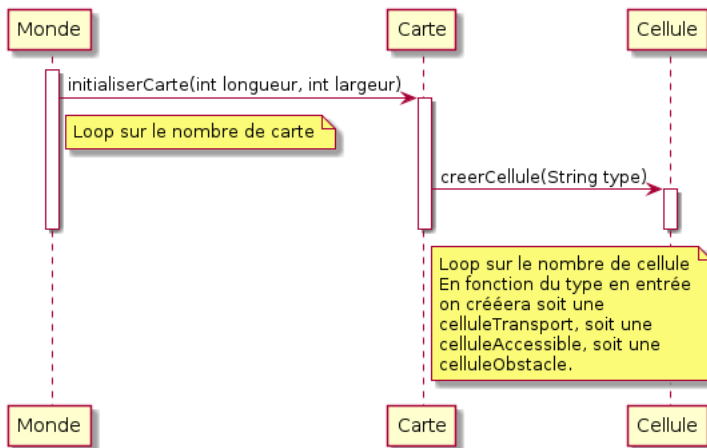 Monde
Carte
Cellule
initialiserCarte(int longueur, int largeur)
Loop sur le nombre de carte
creerCellule(String type)
Loop sur le nombre de cellule
En fonction du type en entrée
on crééera soit une
celluleTransport, soit une
celluleAccessible, soit une
celluleObstacle.
Monde
Carte
Cellule